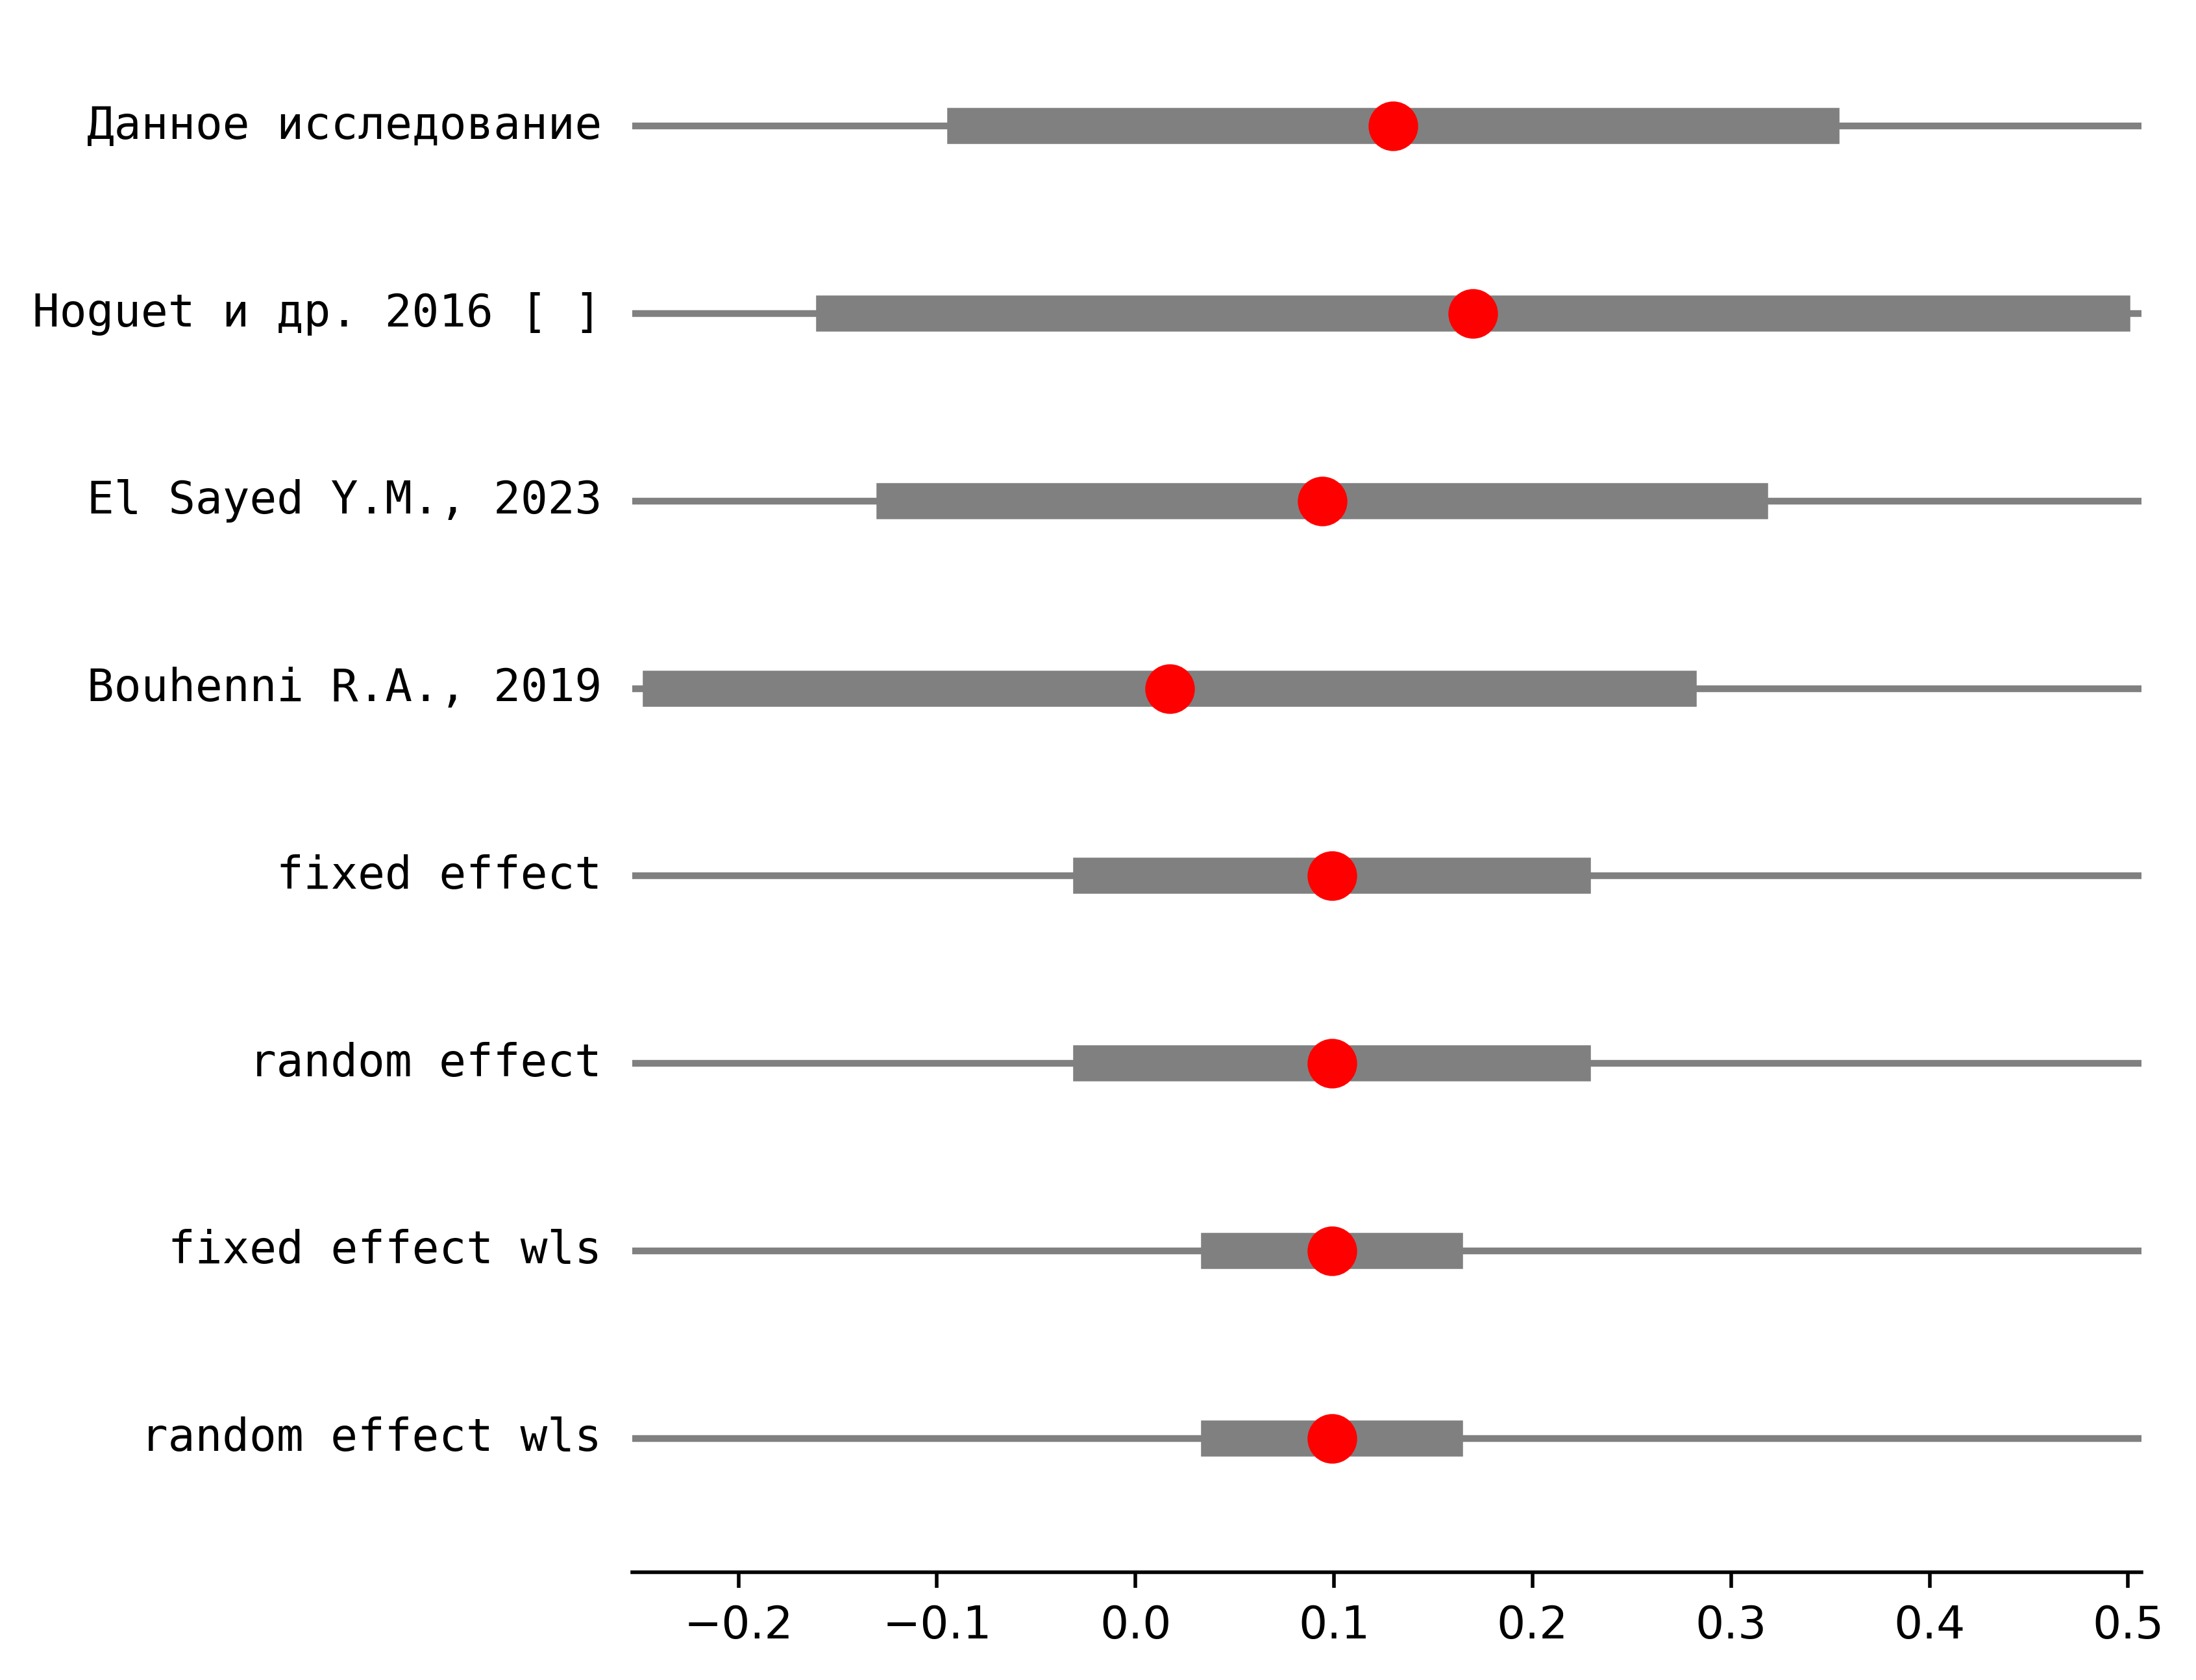 Данное исследование
Hoguet и др. 2016 [ ]
El Sayed Y.M., 2023
Bouhenni R.A., 2019
fixed effect
random effect
fixed effect wls
random effect wls
−0.2 −0.1 0.0 0.1 0.2 0.3 0.4 0.5